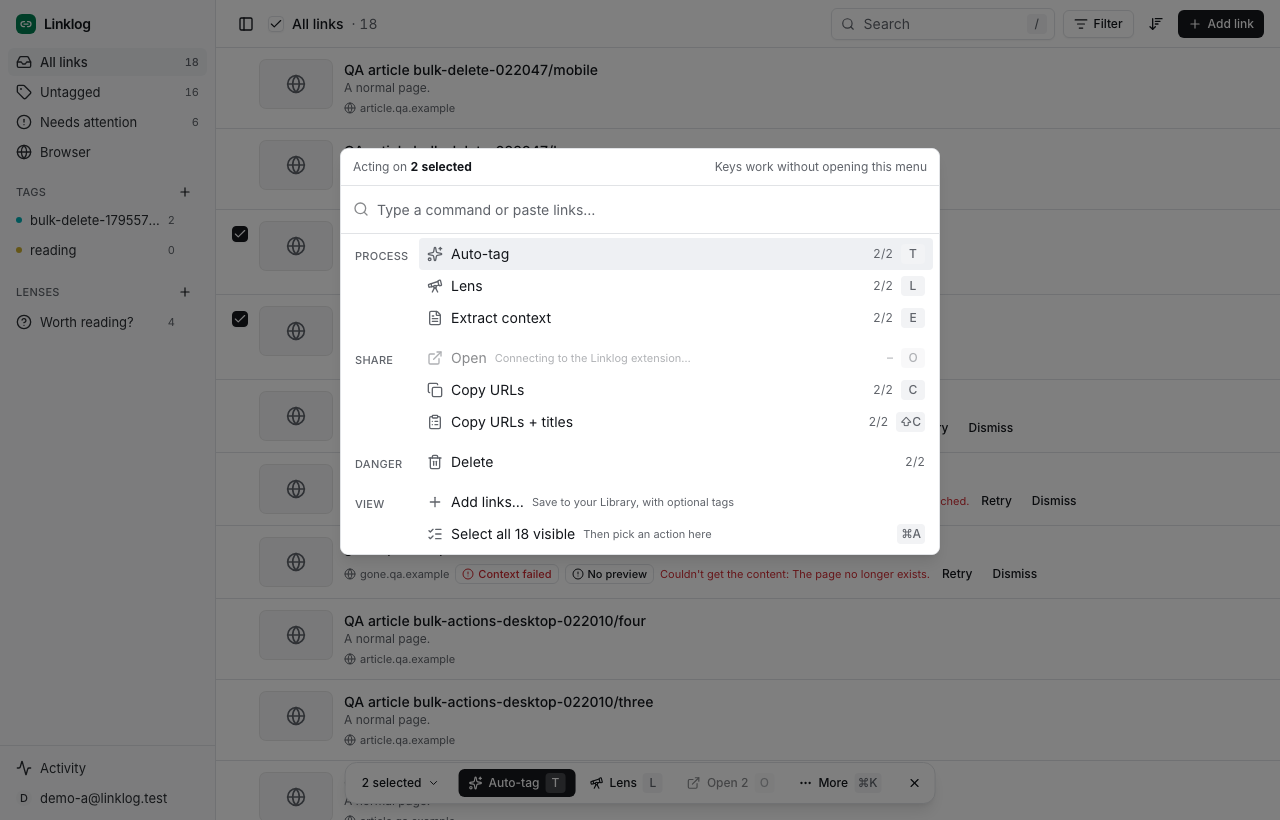 Linklog
All links 18
Untagged 16
Needs attention 6
Browser
TAGS
bulk-delete-179557... 2
reading 0
LENSES
Worth reading? 4
Activity
D demo-a@linklog.test
All links · 18
Search /
Filter
Add link
QA article bulk-delete-022047/mobile
A normal page.
article.qa.example
Acting on 2 selected
Keys work without opening this menu
Type a command or paste links...
PROCESS
Auto-tag 2/2 T
Lens 2/2 L
Extract context 2/2 E
SHARE
Open Connecting to the Linklog extension... – O
Copy URLs 2/2 C
Copy URLs + titles 2/2 ⇧C
DANGER
Delete 2/2
VIEW
Add links... Save to your Library, with optional tags
Select all 18 visible Then pick an action here ⌘A
Dismiss
Retry Dismiss
gone.qa.example Context failed No preview Couldn't get the content: The page no longer exists. Retry Dismiss
QA article bulk-actions-desktop-022010/four
A normal page.
article.qa.example
QA article bulk-actions-desktop-022010/three
A normal page.
article.qa.example
2 selected Auto-tag T Lens L Open 2 O More ⌘K